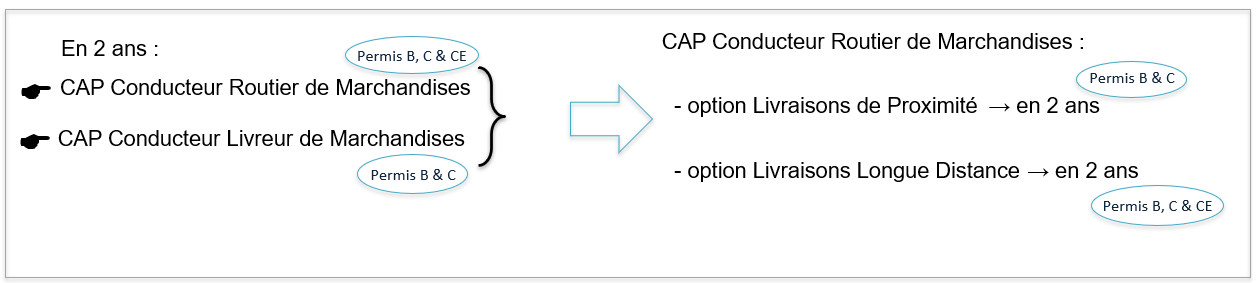 En 2 ans :
Permis B, C & CE
CAP Conducteur Routier de Marchandises
CAP Conducteur Livreur de Marchandises
Permis B & C
CAP Conducteur Routier de Marchandises :
Permis B & C
- option Livraisons de Proximité → en 2 ans
- option Livraisons Longue Distance → en 2 ans
Permis B, C & CE